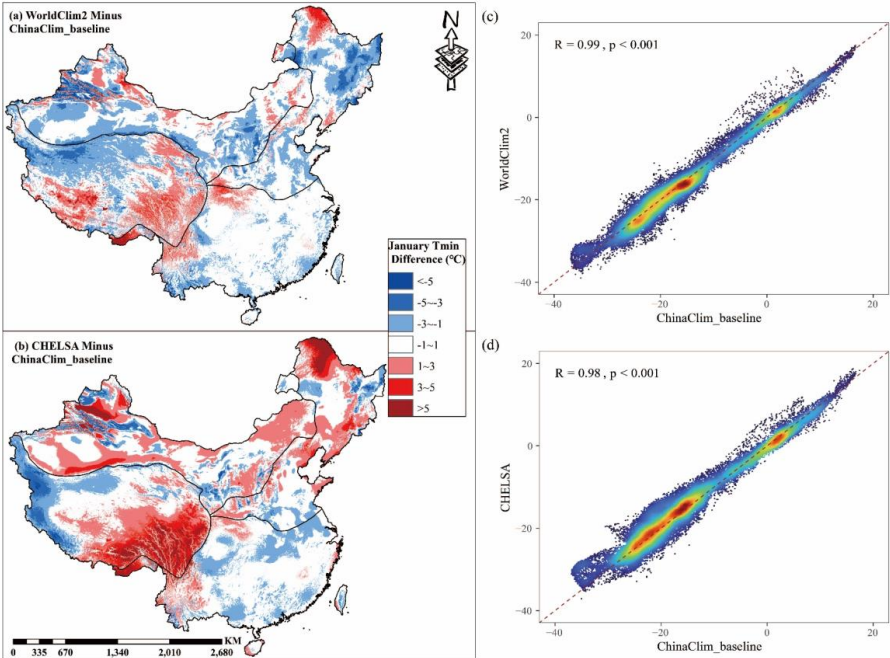 (a) WorldClim2 Minus
ChinaClim_baseline
N
January Tmin
Difference (℃)
<-5
-5~-3
-3~-1
-1~1
1~3
3~5
>5
(b) CHELSA Minus
ChinaClim_baseline
KM
0 335 670 1,340 2,010 2,680
(c)
R = 0.99 , p < 0.001
WorldClim2
20
0
−20
−40
−40 −20 0 20
ChinaClim_baseline
(d)
R = 0.98 , p < 0.001
CHELSA
20
0
−20
−40
−40 −20 0 20
ChinaClim_baseline